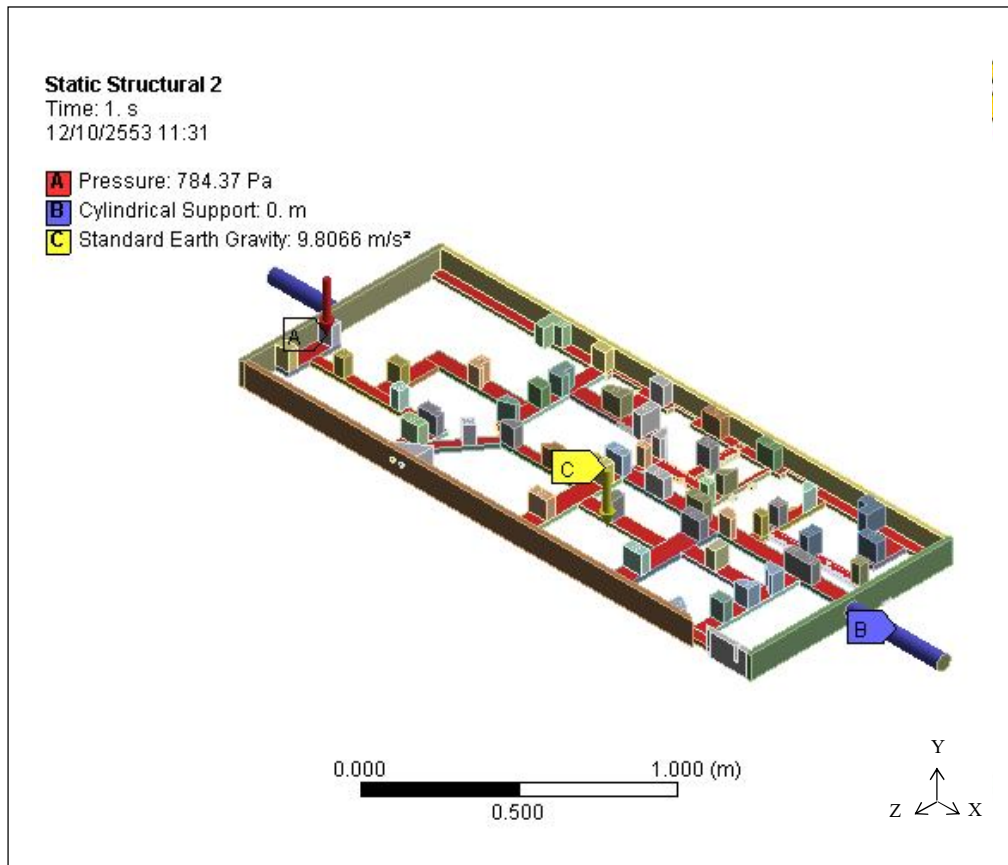 Static Structural 2
Time: 1. s
12/10/2553 11:31
A Pressure: 784.37 Pa
B Cylindrical Support: 0. m
C Standard Earth Gravity: 9.8066 m/s²
A
C
B
0.000 1.000 (m)
0.500
Y
Z X